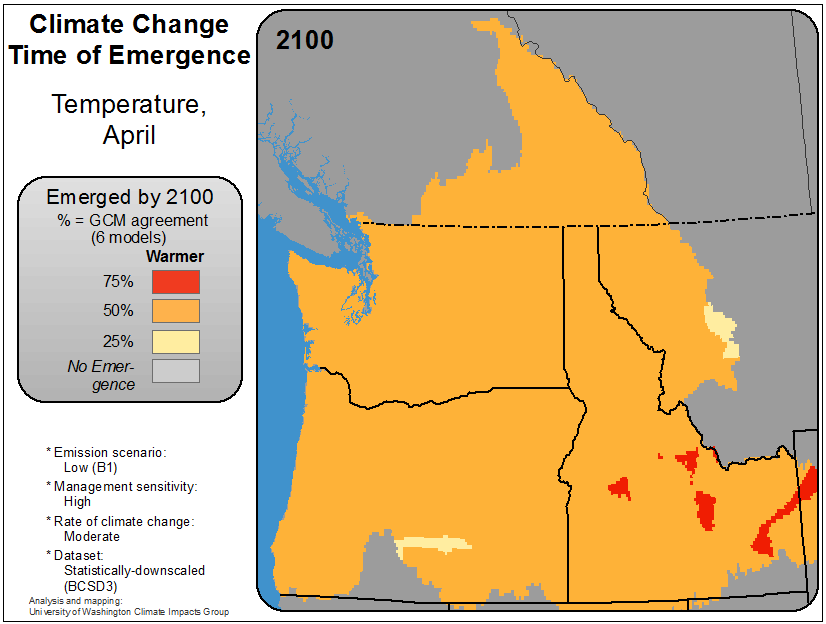 Climate Change
Time of Emergence
Temperature,
April
2100
Emerged by 2100
% = GCM agreement
(6 models)
Warmer
75%
50%
25%
No Emer-
gence
* Emission scenario:
Low (B1)
* Management sensitivity:
High
* Rate of climate change:
Moderate
* Dataset:
Statistically-downscaled
(BCSD3)
Analysis and mapping:
University of Washington Climate Impacts Group